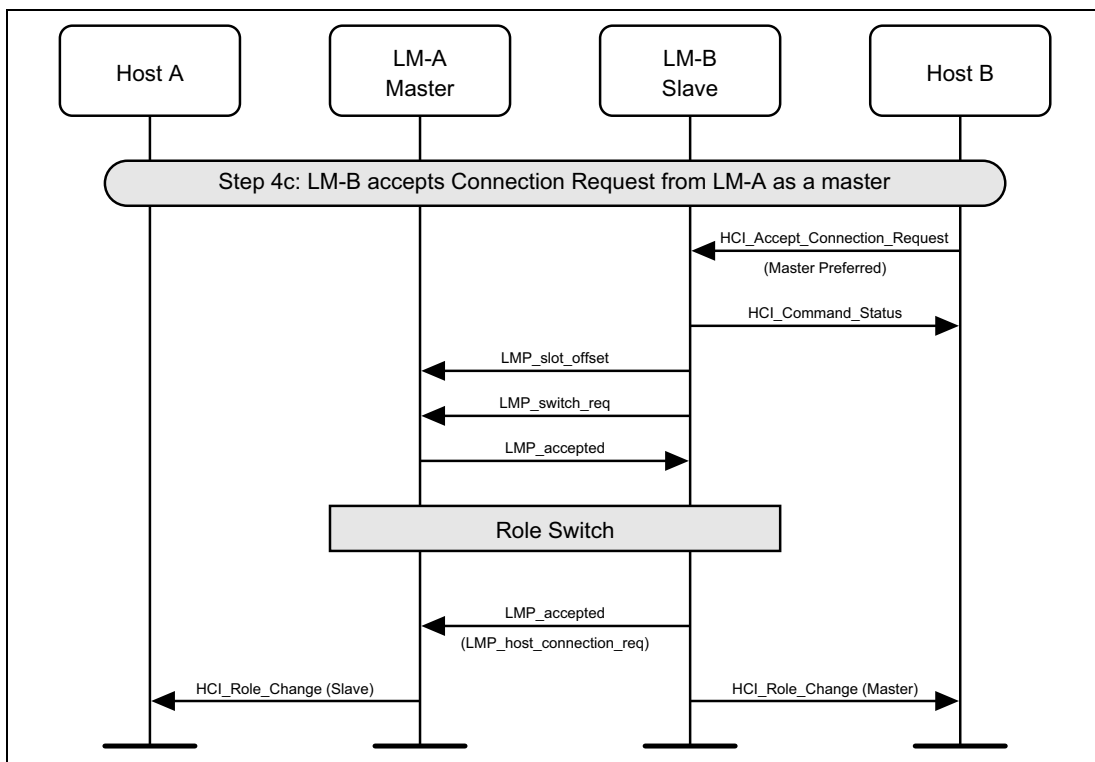 Host A
LM-A
Master
LM-B
Slave
Host B
Step 4c: LM-B accepts Connection Request from LM-A as a master
HCI_Accept_Connection_Request
(Master Preferred)
HCI_Command_Status
LMP_slot_offset
LMP_switch_req
LMP_accepted
Role Switch
LMP_accepted
(LMP_host_connection_req)
HCI_Role_Change (Slave)
HCI_Role_Change (Master)